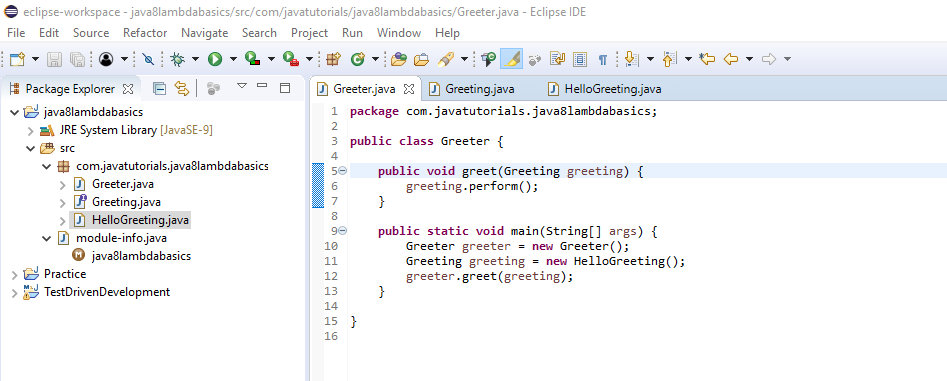 eclipse-workspace - java8lambdabasics/src/com/javatutorials/java8lambdabasics/Greeter.java - Eclipse IDE
File Edit Source Refactor Navigate Search Project Run Window Help
Package Explorer
java8lambdabasics
JRE System Library [JavaSE-9]
src
com.javatutorials.java8lambdabasics
Greeter.java
Greeting.java
HelloGreeting.java
module-info.java
java8lambdabasics
Practice
TestDrivenDevelopment
Greeter.java Greeting.java HelloGreeting.java
1 package com.javatutorials.java8lambdabasics;
2
3 public class Greeter {
4
5 public void greet(Greeting greeting) {
6 greeting.perform();
7 }
8
9 public static void main(String[] args) {
10 Greeter greeter = new Greeter();
11 Greeting greeting = new HelloGreeting();
12 greeter.greet(greeting);
13 }
14
15 }
16